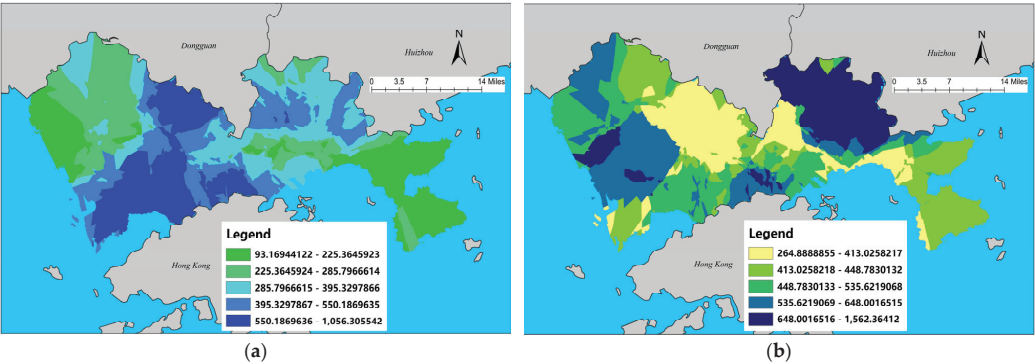 Dongguan
Huizhou
N
0 3.5 7 14 Miles
Hong Kong
Legend
93.16944122 - 225.3645923
225.3645924 - 285.7966614
285.7966615 - 395.3297866
395.3297867 - 550.1869635
550.1869636 - 1,056.305542
(a)
Dongguan
Huizhou
N
0 3.5 7 14 Miles
Hong Kong
Legend
264.8888855 - 413.0258217
413.0258218 - 448.7830132
448.7830133 - 535.6219068
535.6219069 - 648.0016515
648.0016516 - 1,562.36412
(b)